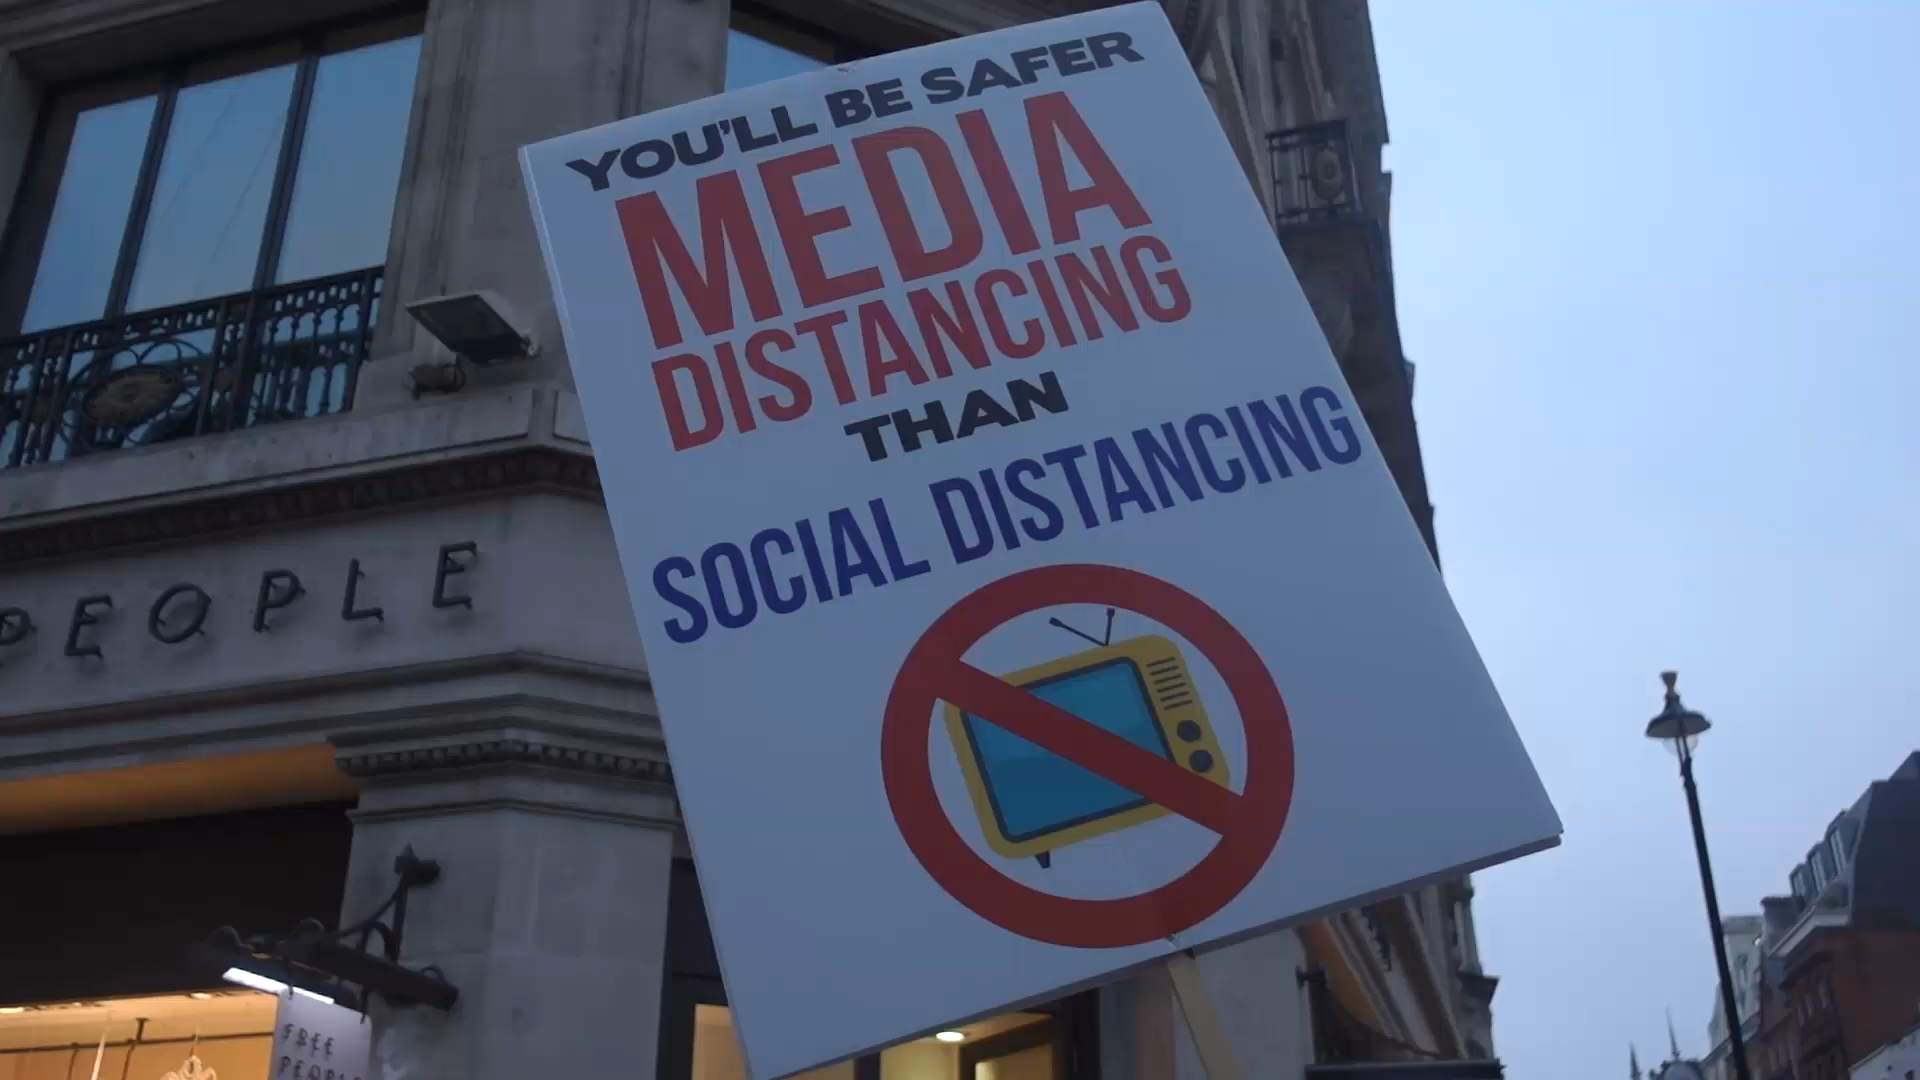 YOU'LL BE SAFER
MEDIA
DISTANCING
THAN
SOCIAL DISTANCING
PEOPLE
FREE
PEOPLE